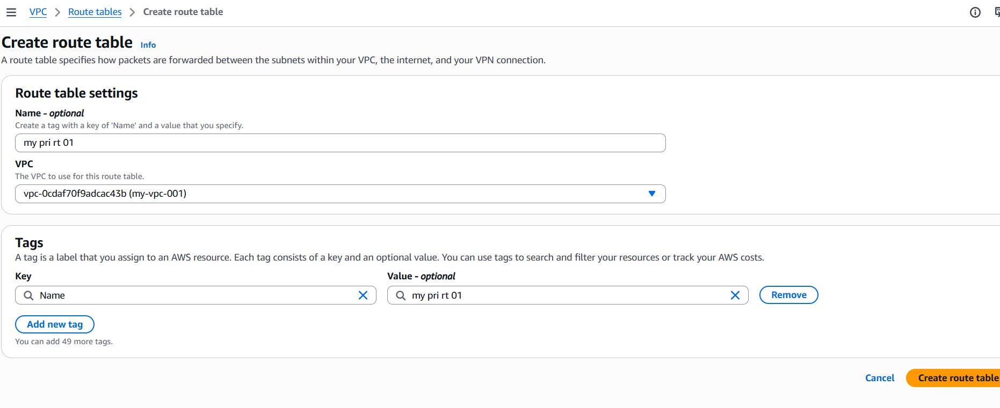 VPC > Route tables > Create route table
Create route table Info
A route table specifies how packets are forwarded between the subnets within your VPC, the internet, and your VPN connection.
Route table settings
Name - optional
Create a tag with a key of 'Name' and a value that you specify.
my pri rt 01
VPC
The VPC to use for this route table.
vpc-0cdaf70f9adcac43b (my-vpc-001)
Tags
A tag is a label that you assign to an AWS resource. Each tag consists of a key and an optional value. You can use tags to search and filter your resources or track your AWS costs.
Key Value - optional
Name my pri rt 01 Remove
Add new tag
You can add 49 more tags.
Cancel Create route table